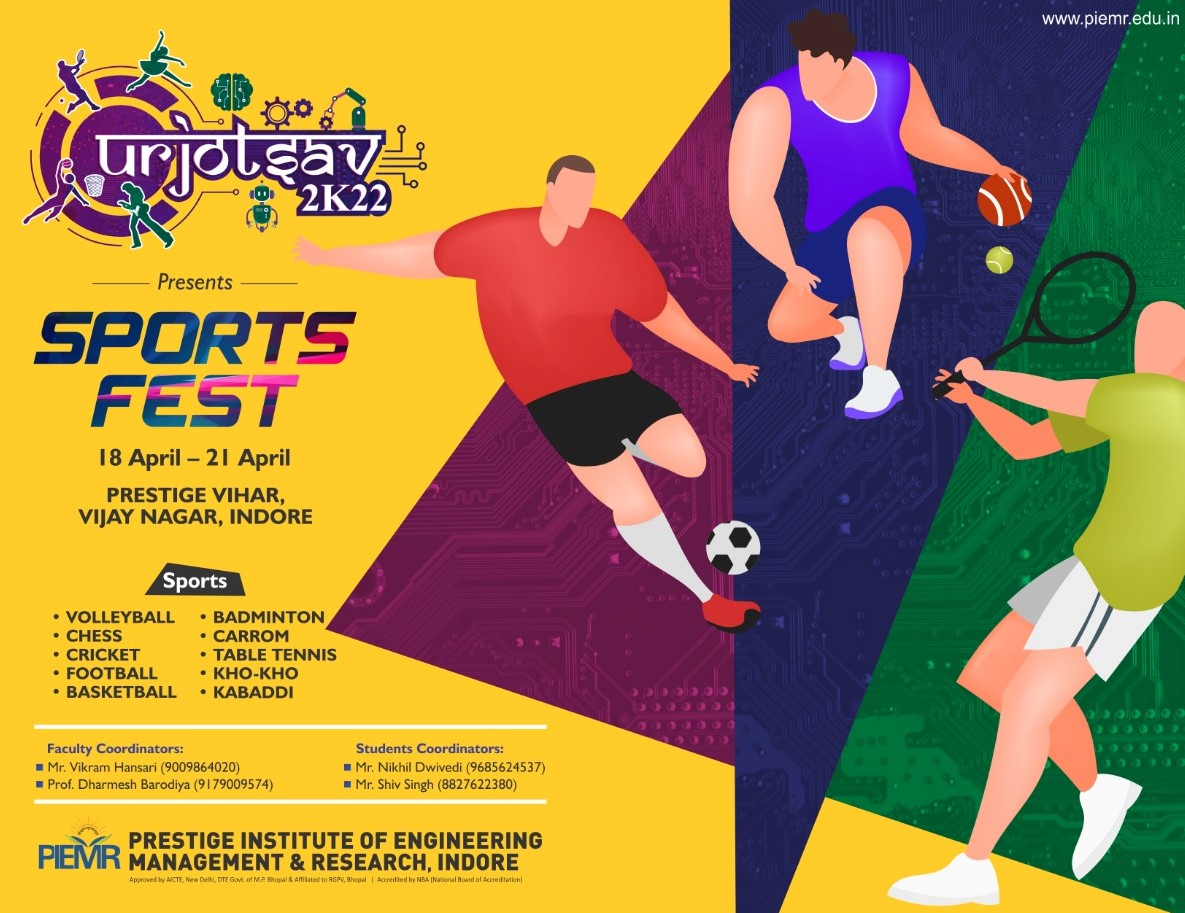 www.piemr.edu.in
urjotsav
2K22
Presents
SPORTS
FEST
18 April – 21 April
PRESTIGE VIHAR,
VIJAY NAGAR, INDORE
Sports
• VOLLEYBALL
• CHESS
• CRICKET
• FOOTBALL
• BASKETBALL
• BADMINTON
• CARROM
• TABLE TENNIS
• KHO-KHO
• KABADDI
Faculty Coordinators:
Mr. Vikram Hansari (9009864020)
Prof. Dharmesh Barodiya (9179009574)
Students Coordinators:
Mr. Nikhil Dwivedi (9685624537)
Mr. Shiv Singh (8827622380)
PIEMR
PRESTIGE INSTITUTE OF ENGINEERING
MANAGEMENT & RESEARCH, INDORE
Approved by AICTE, New Delhi, DTE Govt. of M.P. Bhopal & Affiliated to RGPV, Bhopal | Accredited by NBA (National Board of Accreditation)